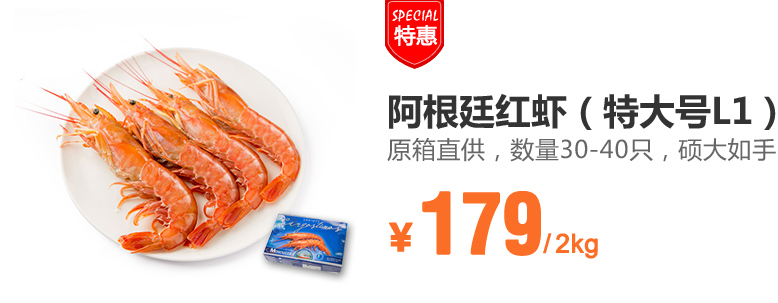 SPECIAL
特惠
阿根廷红虾（特大号L1）
原箱直供，数量30-40只，硕大如手
¥179/2kg